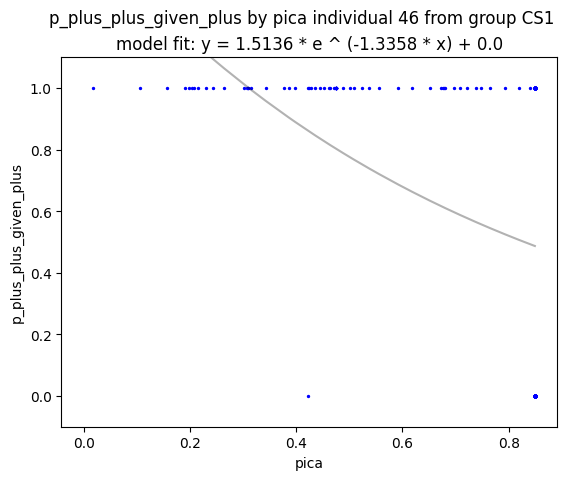 p_plus_plus_given_plus by pica individual 46 from group CS1
model fit: y = 1.5136 * e ^ (-1.3358 * x) + 0.0
1.0
0.8
0.6
0.4
0.2
0.0
p_plus_plus_given_plus
0.0 0.2 0.4 0.6 0.8
pica